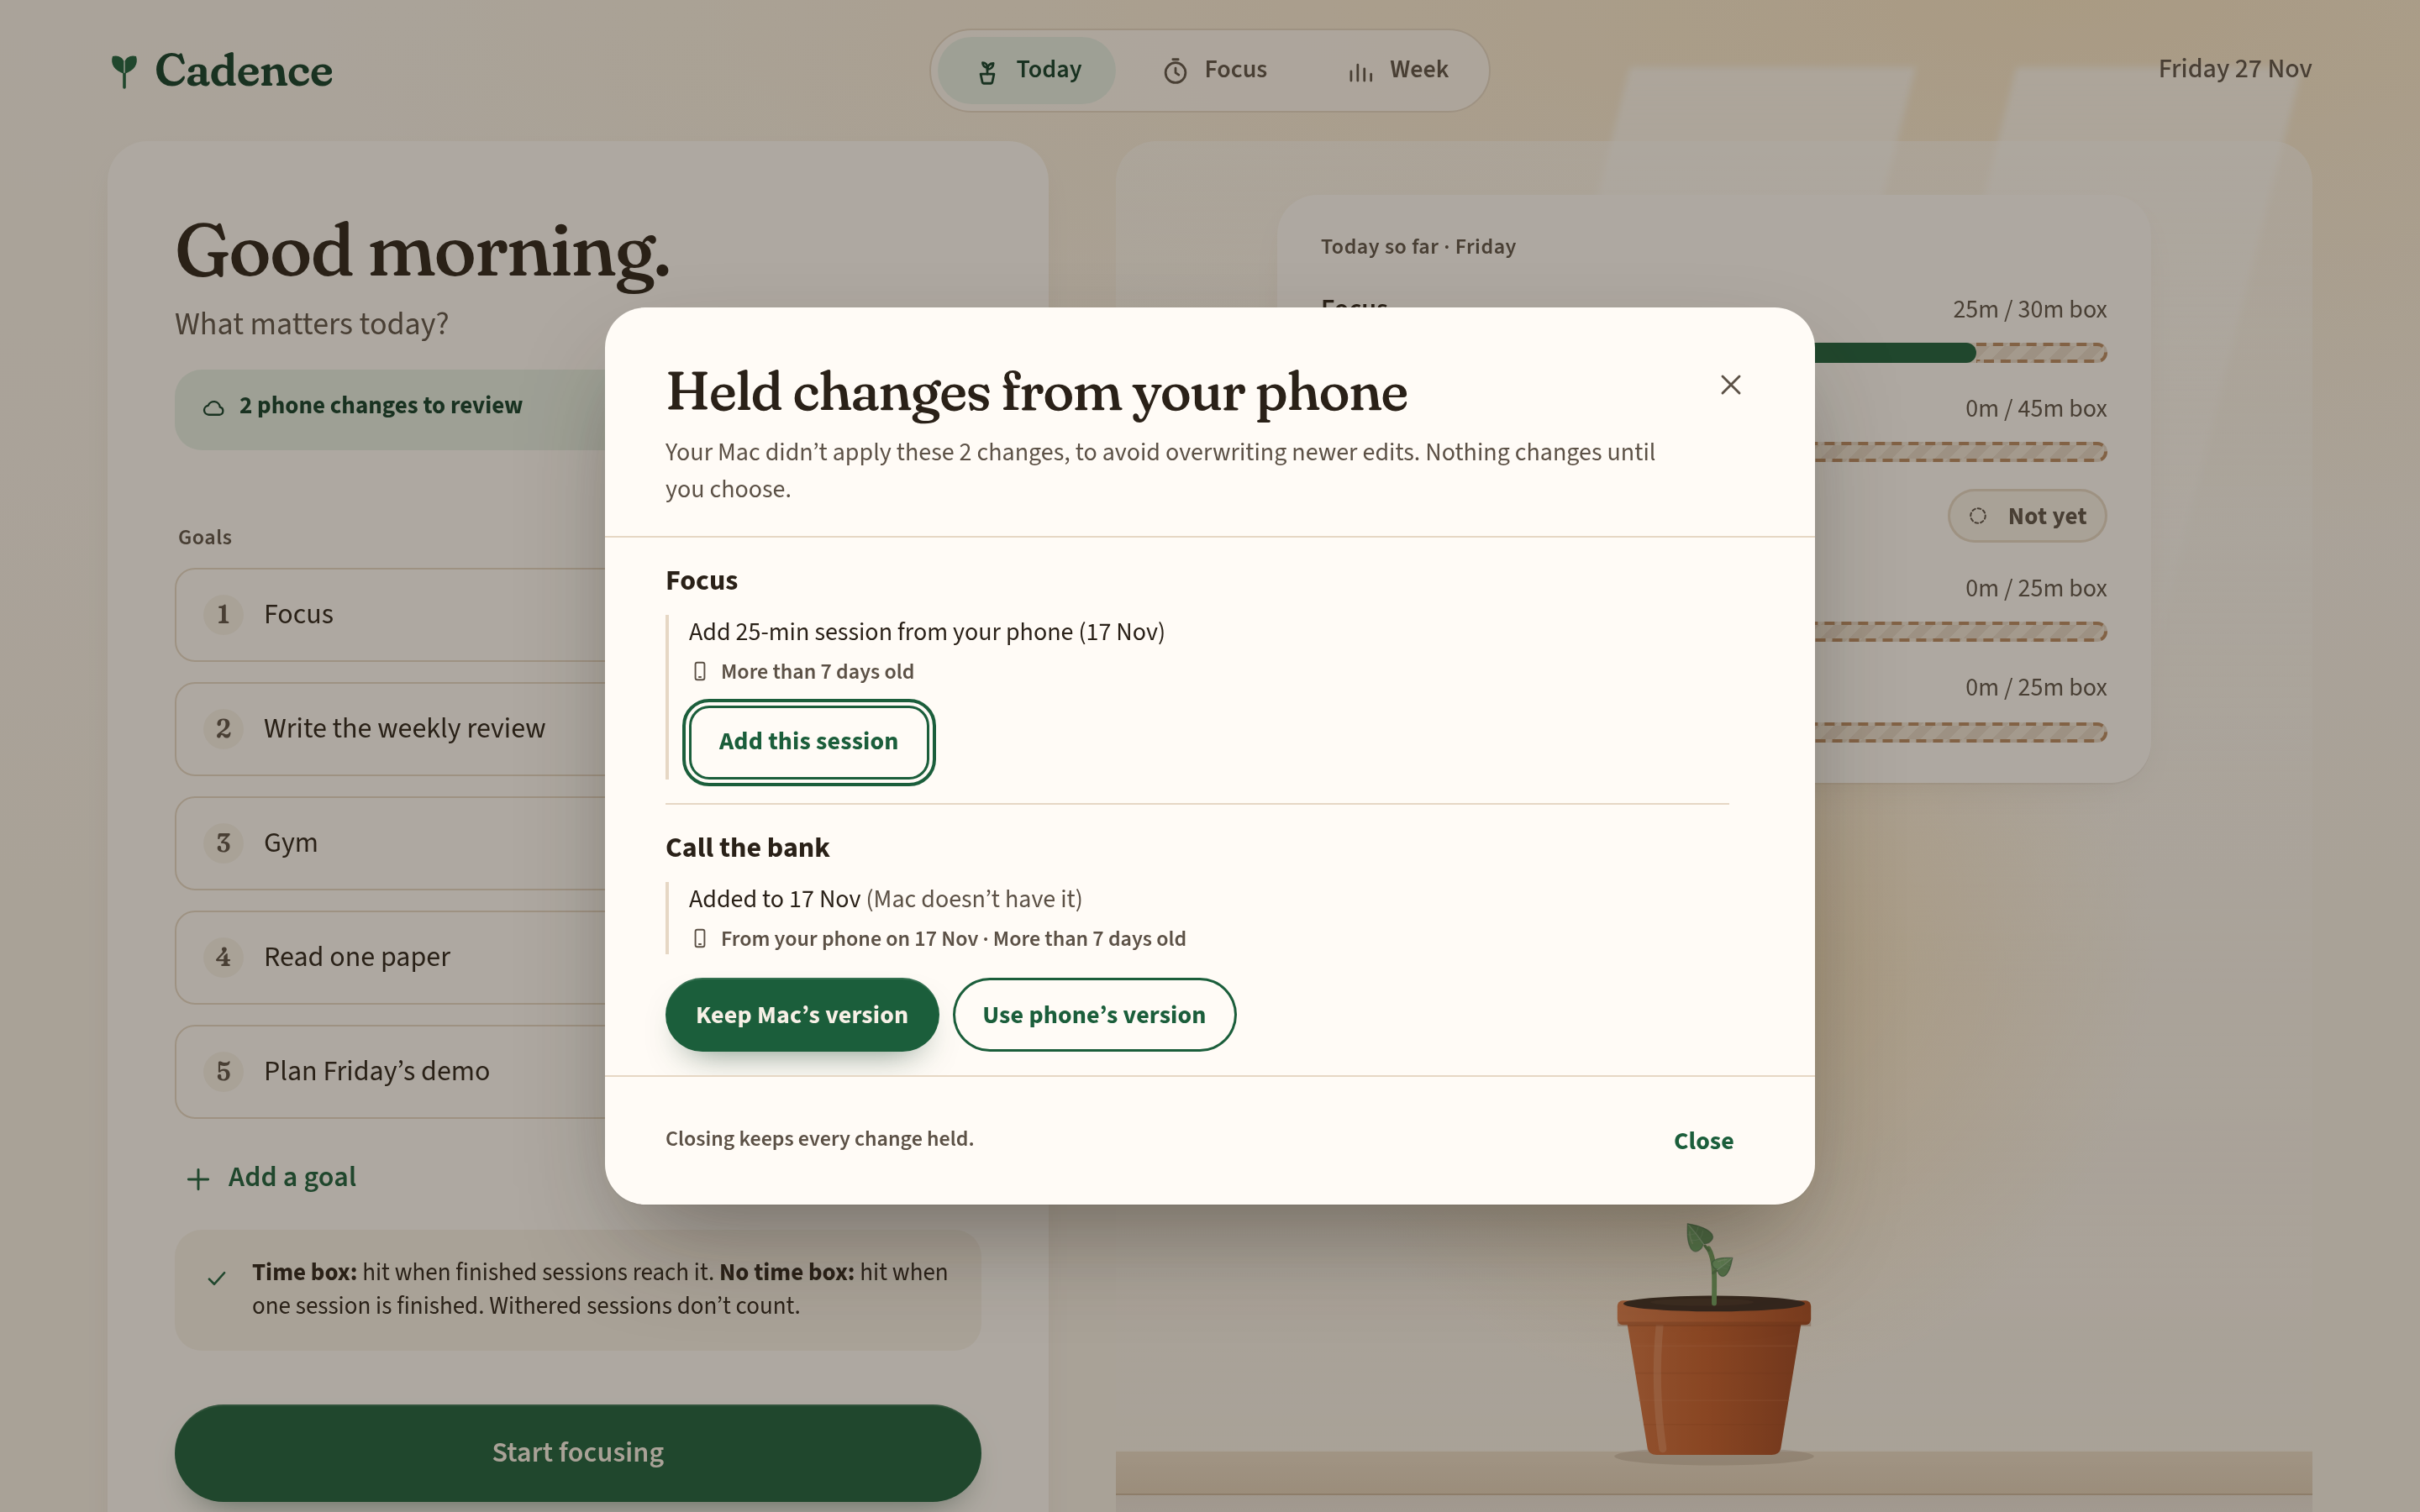 Cadence
Today
Focus
Week
Friday 27 Nov
Good morning.
What matters today?
2 phone changes to review
Goals
1 Focus
2 Write the weekly review
3 Gym
4 Read one paper
5 Plan Friday’s demo
Add a goal
Time box: hit when finished sessions reach it. No time box: hit when
one session is finished. Withered sessions don’t count.
Start focusing
Today so far · Friday
Focus
25m / 30m box
0m / 45m box
Not yet
0m / 25m box
0m / 25m box
Held changes from your phone
Your Mac didn’t apply these 2 changes, to avoid overwriting newer edits. Nothing changes until
you choose.
Focus
Add 25-min session from your phone (17 Nov)
More than 7 days old
Add this session
Call the bank
Added to 17 Nov (Mac doesn’t have it)
From your phone on 17 Nov · More than 7 days old
Keep Mac’s version
Use phone’s version
Closing keeps every change held.
Close